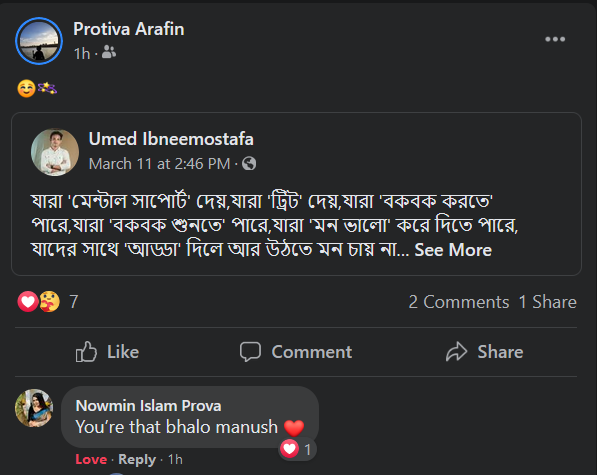 Protiva Arafin
1h ·
Umed Ibneemostafa
March 11 at 2:46 PM ·
যারা 'মেন্টাল সাপোর্ট' দেয়,যারা 'ট্রিট' দেয়,যারা 'বকবক করতে'
পারে,যারা 'বকবক শুনতে' পারে,যারা 'মন ভালো' করে দিতে পারে,
যাদের সাথে 'আড্ডা' দিলে আর উঠতে মন চায় না... See More
7 2 Comments 1 Share
Like Comment Share
Nowmin Islam Prova
You're that bhalo manush ❤️
1
Love · Reply · 1h